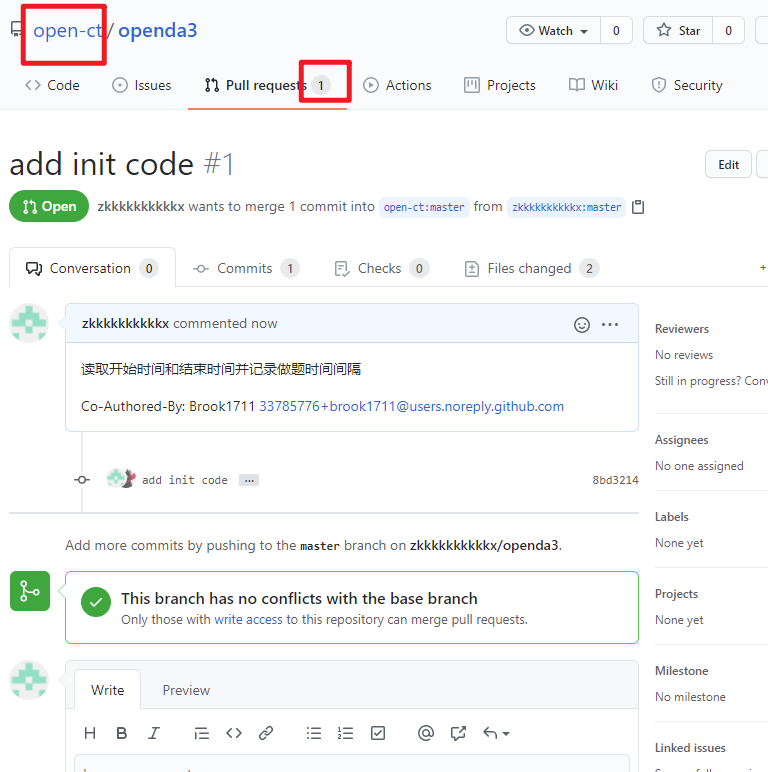 open-ct / openda3
Watch 0 Star 0
Code Issues Pull requests 1 Actions Projects Wiki Security
add init code #1
Edit
Open zkkkkkkkkkkx wants to merge 1 commit into open-ct:master from zkkkkkkkkkkx:master
Conversation 0 Commits 1 Checks 0 Files changed 2
zkkkkkkkkkkx commented now
读取开始时间和结束时间并记录做题时间间隔
Co-Authored-By: Brook1711 33785776+brook1711@users.noreply.github.com
add init code ... 8bd3214
Add more commits by pushing to the master branch on zkkkkkkkkkkx/openda3.
This branch has no conflicts with the base branch
Only those with write access to this repository can merge pull requests.
Write Preview
Reviewers
No reviews
Still in progress?
Assignees
No one assigned
Labels
None yet
Projects
None yet
Milestone
No milestone
Linked issues